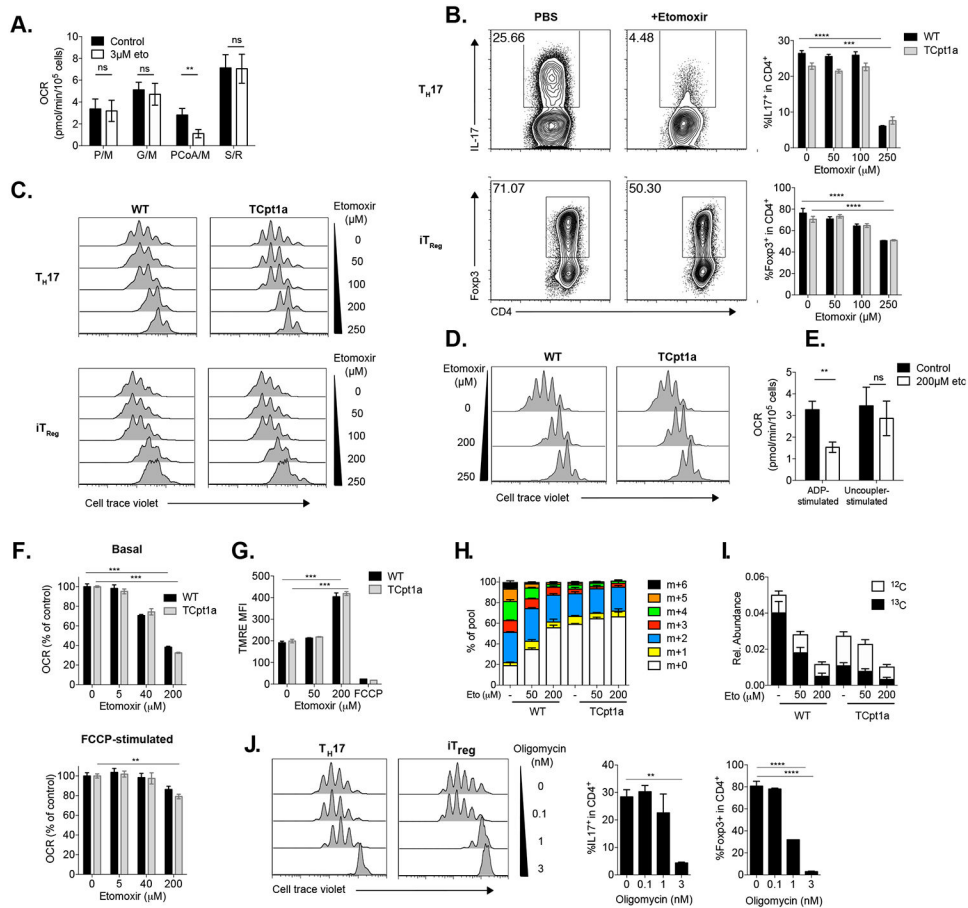 A.
Control
3μM eto
OCR
(pmol/min/10⁵ cells)
10
8
6
4
2
0
ns
ns
**
ns
P/M
G/M
PCoA/M
S/R
B.
PBS
+Etomoxir
25.66
4.48
T_H17
IL-17
71.07
50.30
iT_Reg
Foxp3
CD4
WT
TCpt1a
****
***
%IL17⁺ in CD4⁺
40
30
20
10
0
0
50
100
250
Etomoxir (μM)
****
****
%Foxp3⁺ in CD4⁺
100
80
60
40
20
0
0
50
100
250
Etomoxir (μM)
C.
WT
TCpt1a
Etomoxir
(μM)
T_H17
0
50
100
200
250
Etomoxir
(μM)
iT_Reg
0
50
100
200
250
Cell trace violet
D.
WT
TCpt1a
Etomoxir
(μM)
0
200
250
Cell trace violet
E.
Control
200μM etc
OCR
(pmol/min/10⁵ cells)
5
4
3
2
1
0
**
ns
ADP-
stimulated
Uncoupler-
stimulated
F.
Basal
***
***
WT
TCpt1a
OCR (% of control)
100
80
60
40
20
0
0
5
40
200
Etomoxir (μM)
FCCP-stimulated
**
OCR (% of control)
100
80
60
40
20
0
0
5
40
200
Etomoxir (μM)
G.
WT
TCpt1a
***
***
TMRE MFI
500
400
300
200
100
0
0
50
200
FCCP
Etomoxir (μM)
H.
% of pool
100
80
60
40
20
0
m+6
m+5
m+4
m+3
m+2
m+1
m+0
Eto (μM)
-
50
200
-
50
200
WT
TCpt1a
I.
¹²C
¹³C
Rel. Abundance
0.06
0.04
0.02
0.00
Eto (μM)
-
50
200
-
50
200
WT
TCpt1a
J.
T_H17
iT_reg
Oligomycin
(nM)
0
0.1
1
3
Cell trace violet
**
%IL17⁺ in CD4⁺
40
30
20
10
0
0
0.1
1
3
Oligomycin (nM)
****
****
%Foxp3+ in CD4⁺
100
80
60
40
20
0
0
0.1
1
3
Oligomycin (nM)